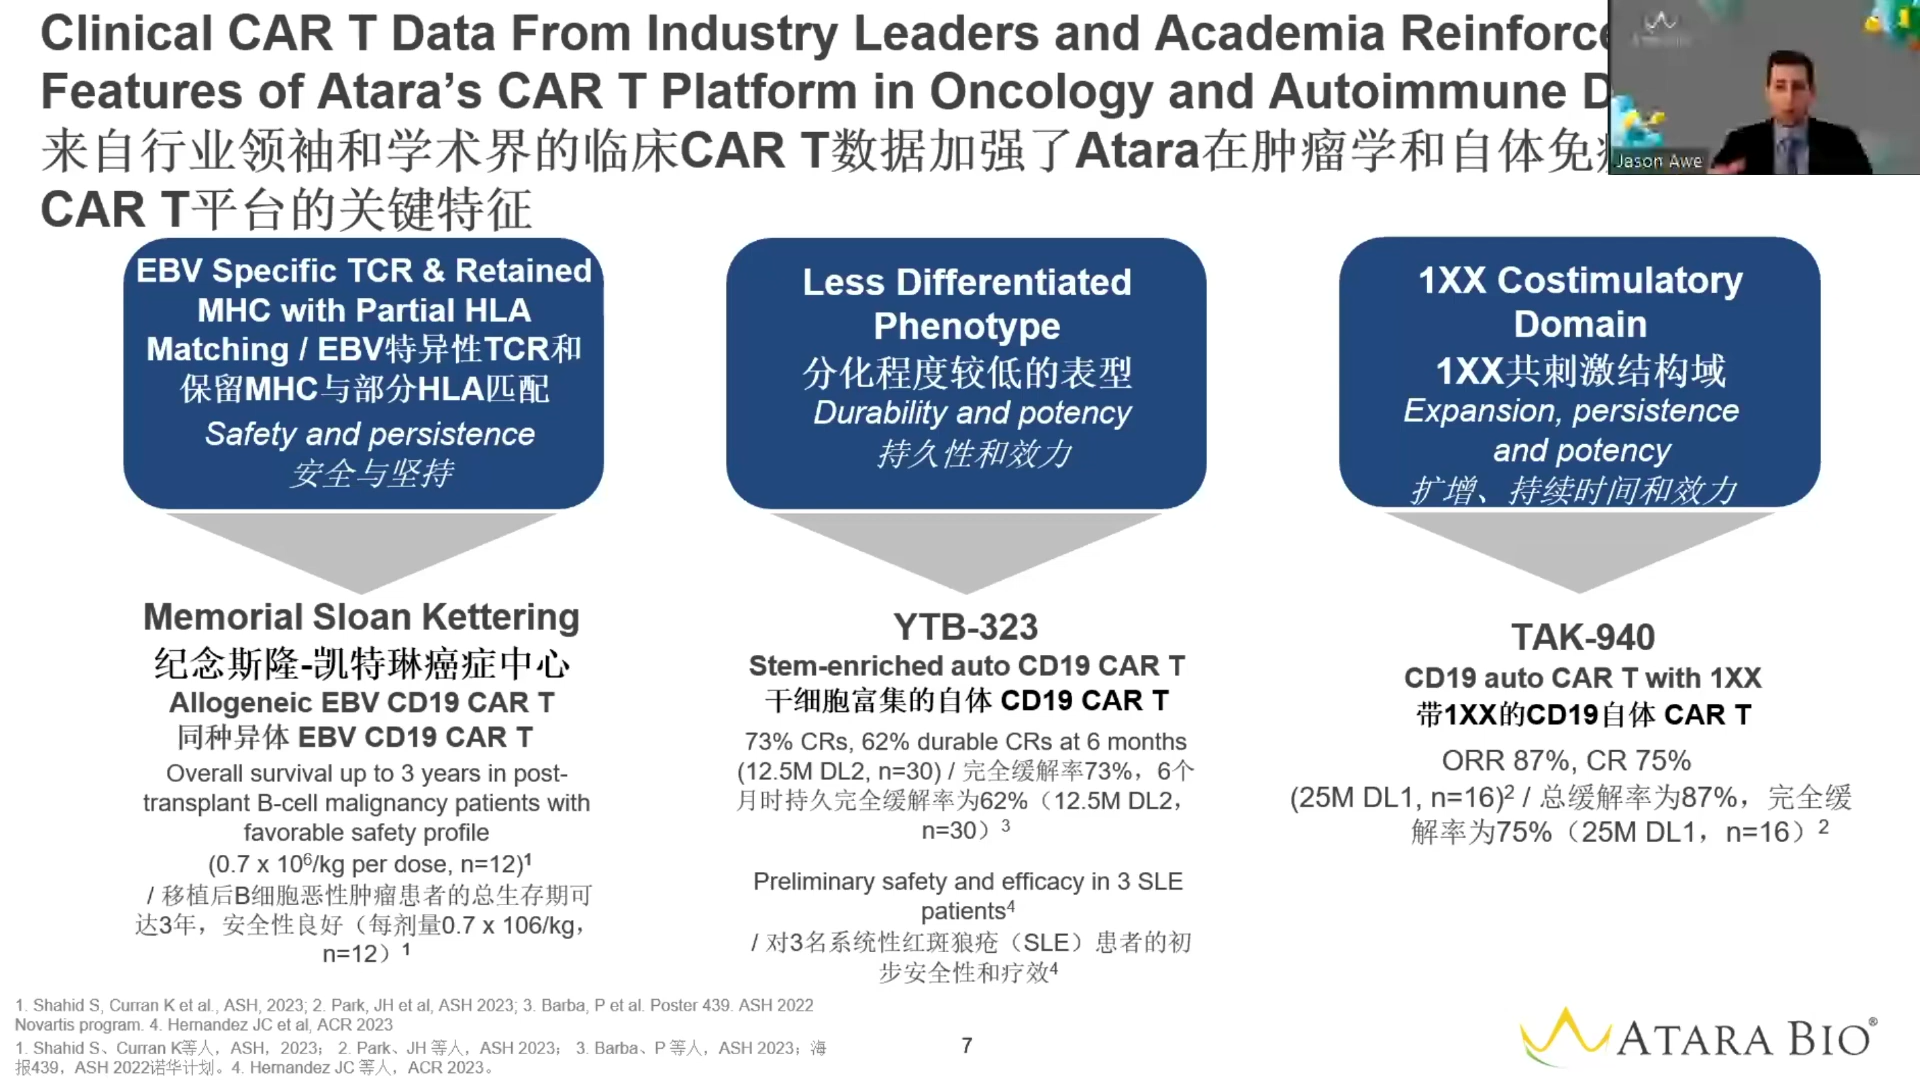 Clinical CAR T Data From Industry Leaders and Academia Reinforce
Features of Atara’s CAR T Platform in Oncology and Autoimmune D
来自行业领袖和学术界的临床CAR T数据加强了Atara在肿瘤学和自体免
CAR T平台的关键特征
Jason Awe
EBV Specific TCR & Retained
MHC with Partial HLA
Matching / EBV特异性TCR和
保留MHC与部分HLA匹配
Safety and persistence
安全与坚持
Less Differentiated
Phenotype
分化程度较低的表型
Durability and potency
持久性和效力
1XX Costimulatory
Domain
1XX共刺激结构域
Expansion, persistence
and potency
扩增、持续时间和效力
Memorial Sloan Kettering
纪念斯隆-凯特琳癌症中心
Allogeneic EBV CD19 CAR T
同种异体 EBV CD19 CAR T
Overall survival up to 3 years in post-
transplant B-cell malignancy patients with
favorable safety profile
(0.7 x 10⁶/kg per dose, n=12)¹
/ 移植后B细胞恶性肿瘤患者的总生存期可
达3年，安全性良好（每剂量0.7 x 106/kg，
n=12）¹
YTB-323
Stem-enriched auto CD19 CAR T
干细胞富集的自体 CD19 CAR T
73% CRs, 62% durable CRs at 6 months
(12.5M DL2, n=30) / 完全缓解率73%，6个
月时持久完全缓解率为62%（12.5M DL2，
n=30）³
Preliminary safety and efficacy in 3 SLE
patients⁴
/ 对3名系统性红斑狼疮（SLE）患者的初
步安全性和疗效⁴
TAK-940
CD19 auto CAR T with 1XX
带1XX的CD19自体 CAR T
ORR 87%, CR 75%
(25M DL1, n=16)² / 总缓解率为87%，完全缓
解率为75%（25M DL1，n=16）²
1. Shahid S, Curran K et al., ASH, 2023; 2. Park, JH et al, ASH 2023; 3. Barba, P et al. Poster 439. ASH 2022
Novartis program. 4. Hernandez JC et al, ACR 2023
1. Shahid S、Curran K等人，ASH，2023； 2. Park、JH 等人，ASH 2023； 3. Barba、P 等人，ASH 2023；海
报439，ASH 2022诺华计划。4. Hernandez JC 等人，ACR 2023。
7
ATARA BIO®